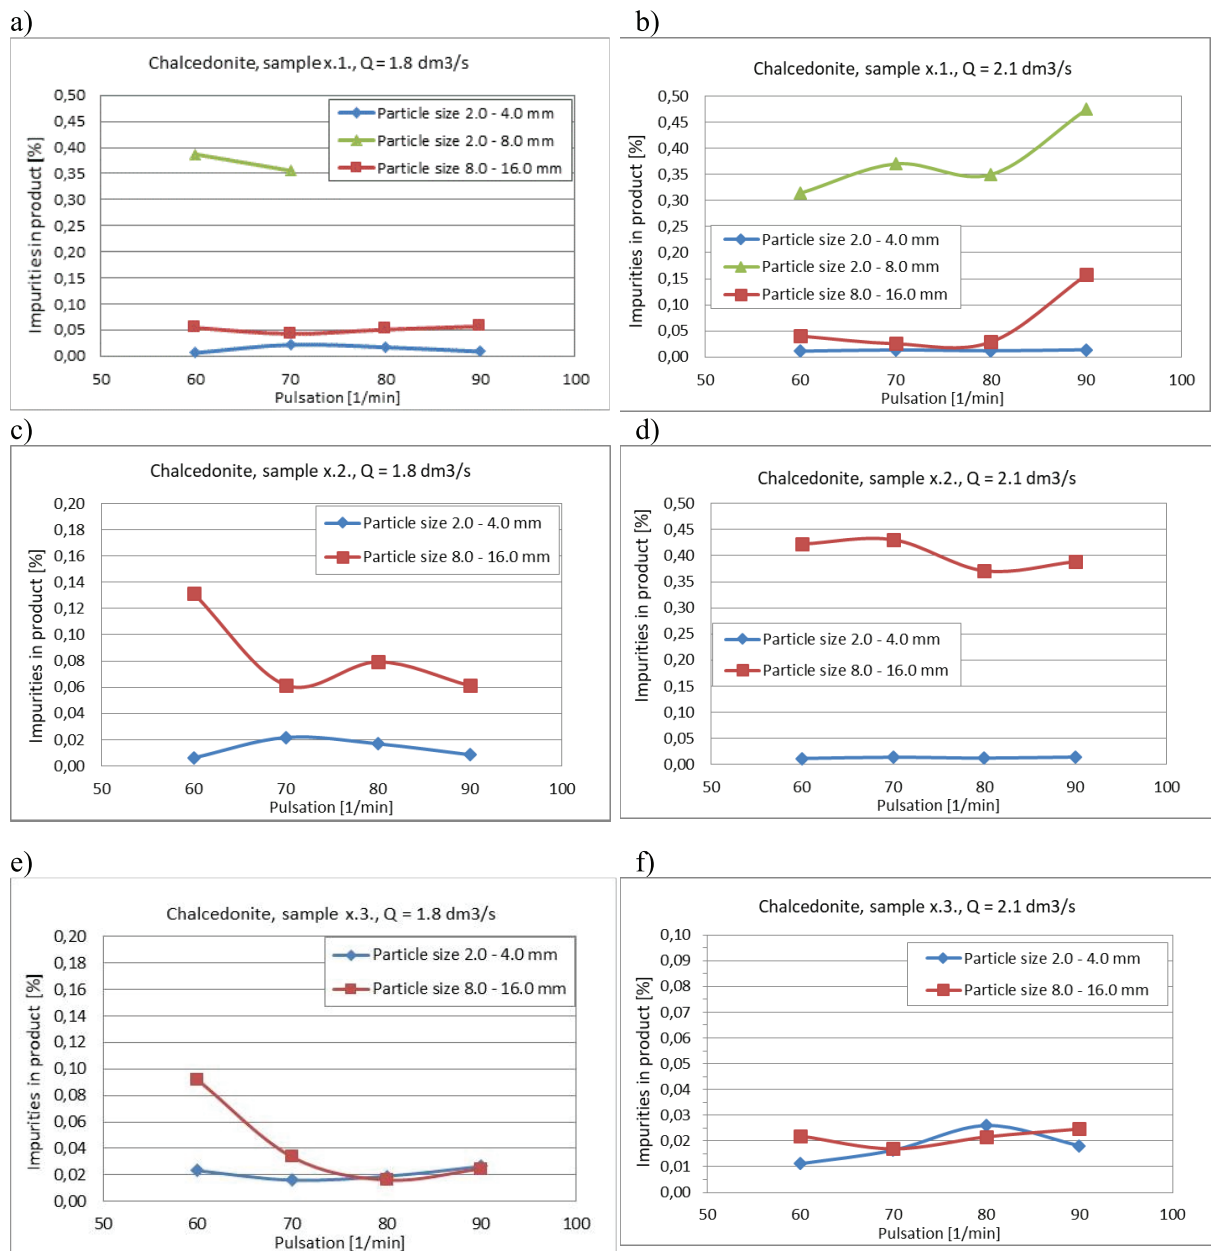 a)
Chalcedonite, sample x.1., Q = 1.8 dm3/s
Impurities in product [%]
0,50
0,45
0,40
0,35
0,30
0,25
0,20
0,15
0,10
0,05
0,00
Particle size 2.0 - 4.0 mm
Particle size 2.0 - 8.0 mm
Particle size 8.0 - 16.0 mm
50 60 70 80 90 100
Pulsation [1/min]
b)
Chalcedonite, sample x.1., Q = 2.1 dm3/s
Impurities in product [%]
0,50
0,45
0,40
0,35
0,30
0,25
0,20
0,15
0,10
0,05
0,00
Particle size 2.0 - 4.0 mm
Particle size 2.0 - 8.0 mm
Particle size 8.0 - 16.0 mm
50 60 70 80 90 100
Pulsation [1/min]
c)
Chalcedonite, sample x.2., Q = 1.8 dm3/s
Impurities in product [%]
0,20
0,18
0,16
0,14
0,12
0,10
0,08
0,06
0,04
0,02
0,00
Particle size 2.0 - 4.0 mm
Particle size 8.0 - 16.0 mm
50 60 70 80 90 100
Pulsation [1/min]
d)
Chalcedonite, sample x.2., Q = 2.1 dm3/s
Impurities in product [%]
0,50
0,45
0,40
0,35
0,30
0,25
0,20
0,15
0,10
0,05
0,00
Particle size 2.0 - 4.0 mm
Particle size 8.0 - 16.0 mm
50 60 70 80 90 100
Pulsation [1/min]
e)
Chalcedonite, sample x.3., Q = 1.8 dm3/s
Impurities in product [%]
0,20
0,18
0,16
0,14
0,12
0,10
0,08
0,06
0,04
0,02
0,00
Particle size 2.0 - 4.0 mm
Particle size 8.0 - 16.0 mm
50 60 70 80 90 100
Pulsation [1/min]
f)
Chalcedonite, sample x.3., Q = 2.1 dm3/s
Impurities in product [%]
0,10
0,09
0,08
0,07
0,06
0,05
0,04
0,03
0,02
0,01
0,00
Particle size 2.0 - 4.0 mm
Particle size 8.0 - 16.0 mm
50 60 70 80 90 100
Pulsation [1/min]